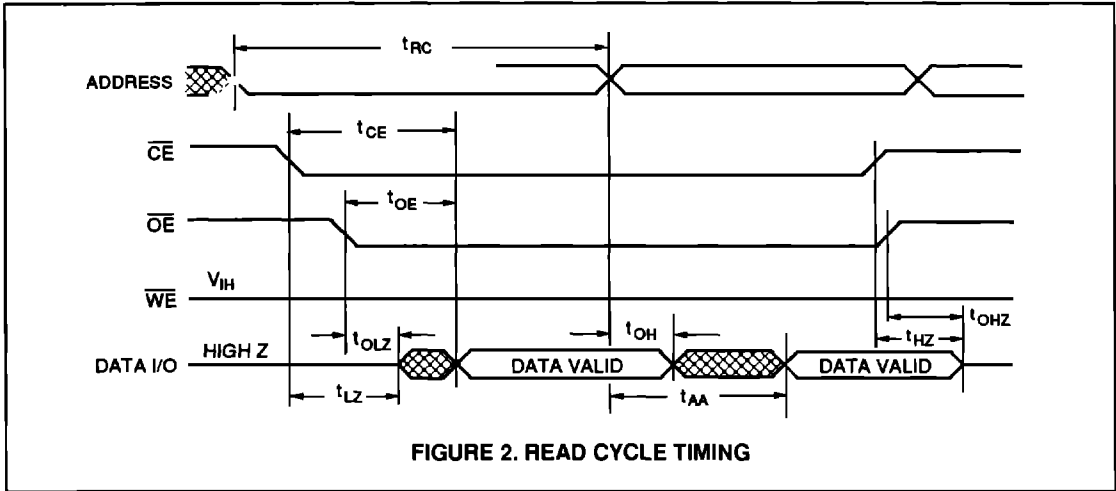 tRC
ADDRESS
tCE
CE
tOE
OE
VIH
WE
tOHZ
tOLZ
tOH
tHZ
HIGH Z
DATA I/O
DATA VALID
DATA VALID
tLZ
tAA
FIGURE 2. READ CYCLE TIMING